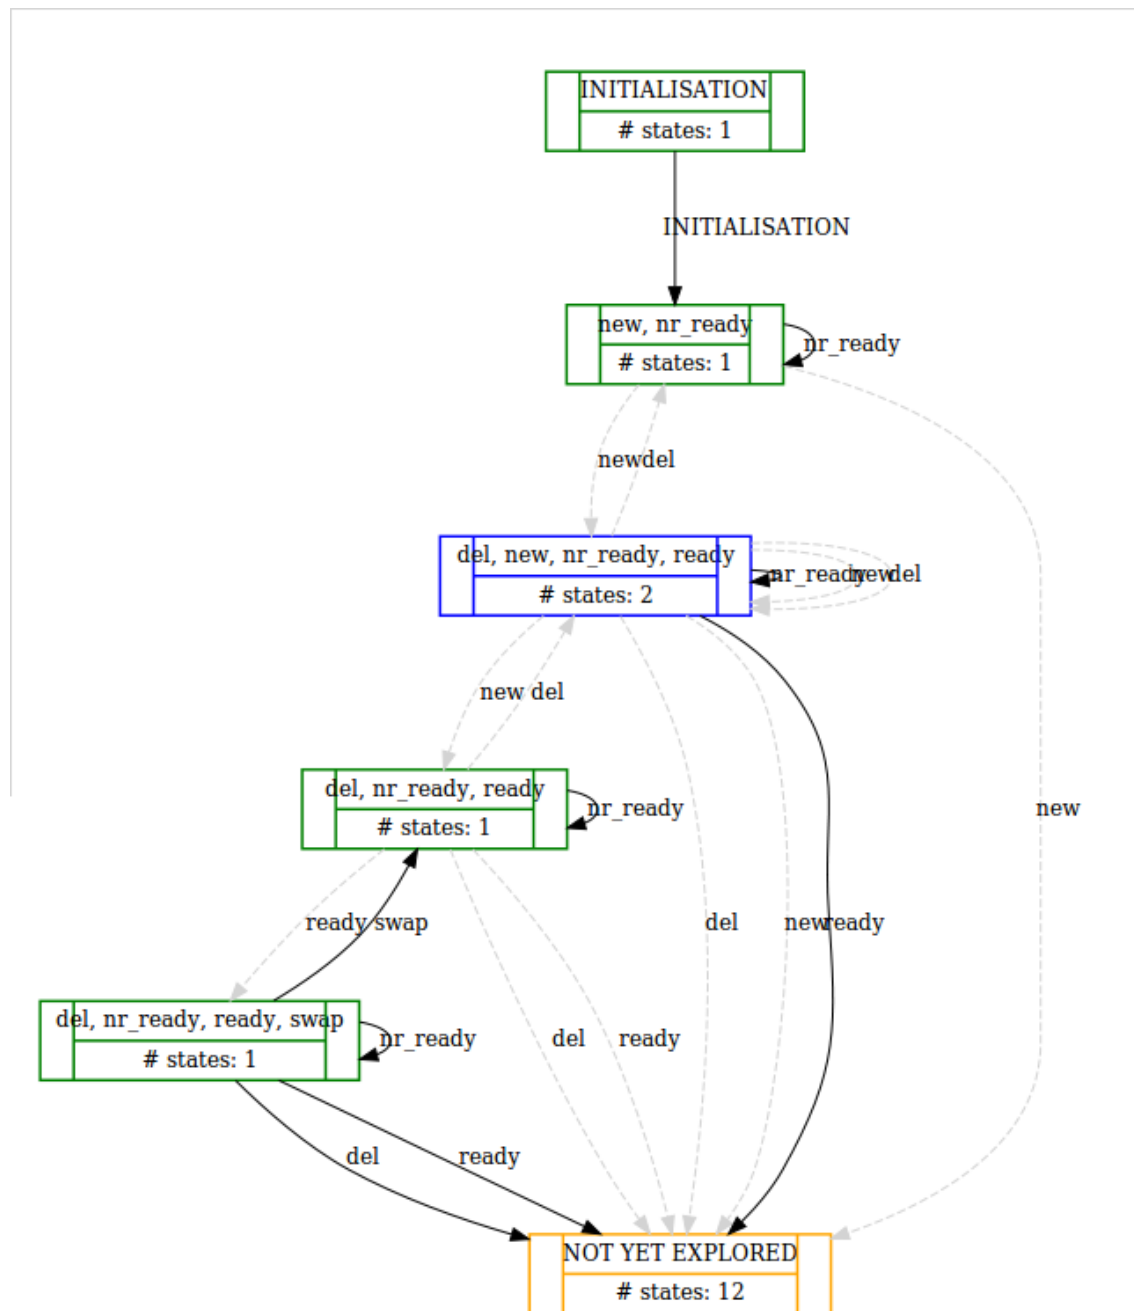 INITIALISATION
# states: 1
INITIALISATION
new, nr_ready
# states: 1
nr_ready
new
del
del, new, nr_ready, ready
# states: 2
nr_ready
new
del
new
del
del, nr_ready, ready
# states: 1
nr_ready
new
ready
swap
del
new
ready
del, nr_ready, ready, swap
# states: 1
nr_ready
del
ready
del
ready
NOT YET EXPLORED
# states: 12